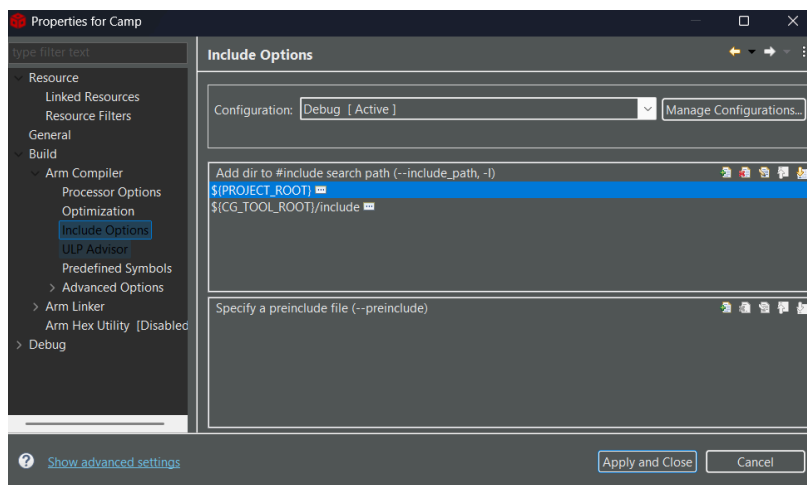 Properties for Camp
type filter text
Include Options
Resource
Linked Resources
Resource Filters
General
Build
Arm Compiler
Processor Options
Optimization
Include Options
ULP Advisor
Predefined Symbols
Advanced Options
Arm Linker
Arm Hex Utility [Disabled
Debug
Configuration: Debug [ Active ]
Manage Configurations...
Add dir to #include search path (--include_path, -I)
${PROJECT_ROOT}
${CG_TOOL_ROOT}/include
Specify a preinclude file (--preinclude)
Show advanced settings
Apply and Close
Cancel